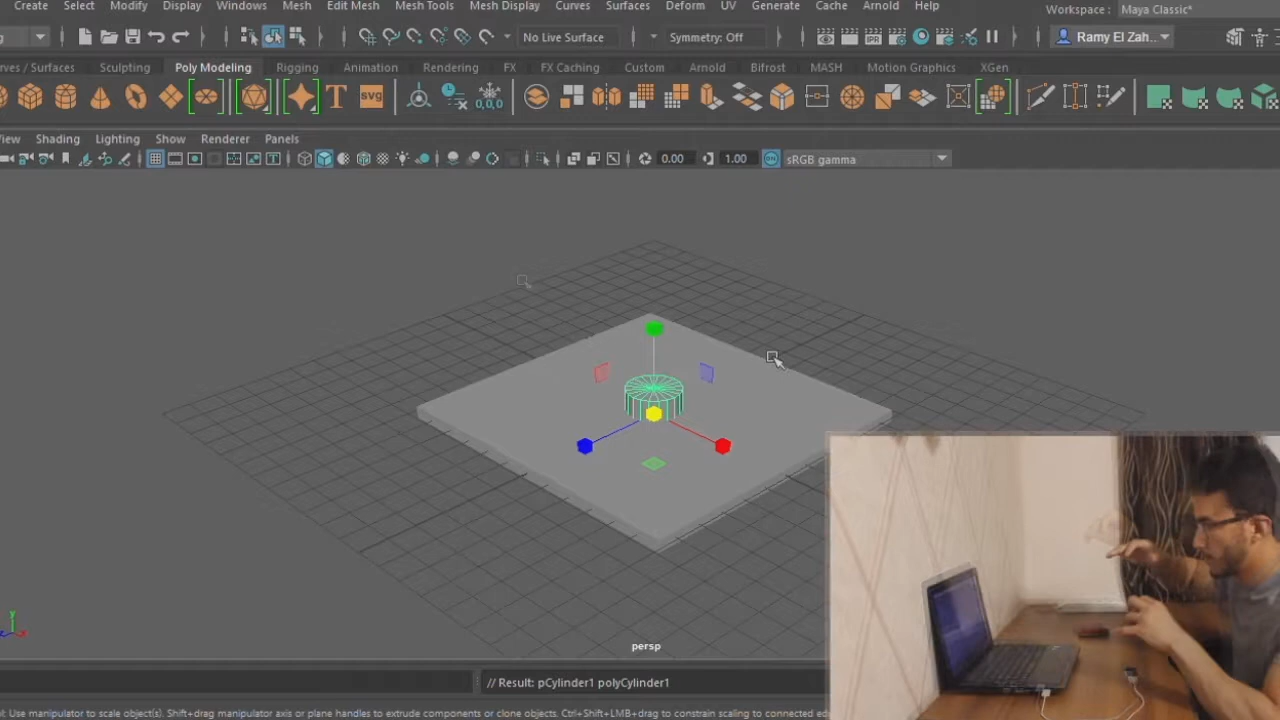 Create Select Modify Display Windows Mesh Edit Mesh Mesh Tools Mesh Display Curves Surfaces Deform UV Generate Cache Arnold Help Workspace: Maya Classic*
No Live Surface Symmetry: Off Ramy El Zah...
Sculpting Poly Modeling Rigging Animation Rendering FX FX Caching Custom Arnold Bifrost MASH Motion Graphics XGen
T svg 0,0,0
Shading Lighting Show Renderer Panels
0.00 1.00 ON sRGB gamma
persp
// Result: pCylinder1 polyCylinder1
: Use manipulator to scale object(s). Shift+drag manipulator axis or plane handles to extrude components or clone objects. Ctrl+Shift+LMB+drag to constrain scaling to connected